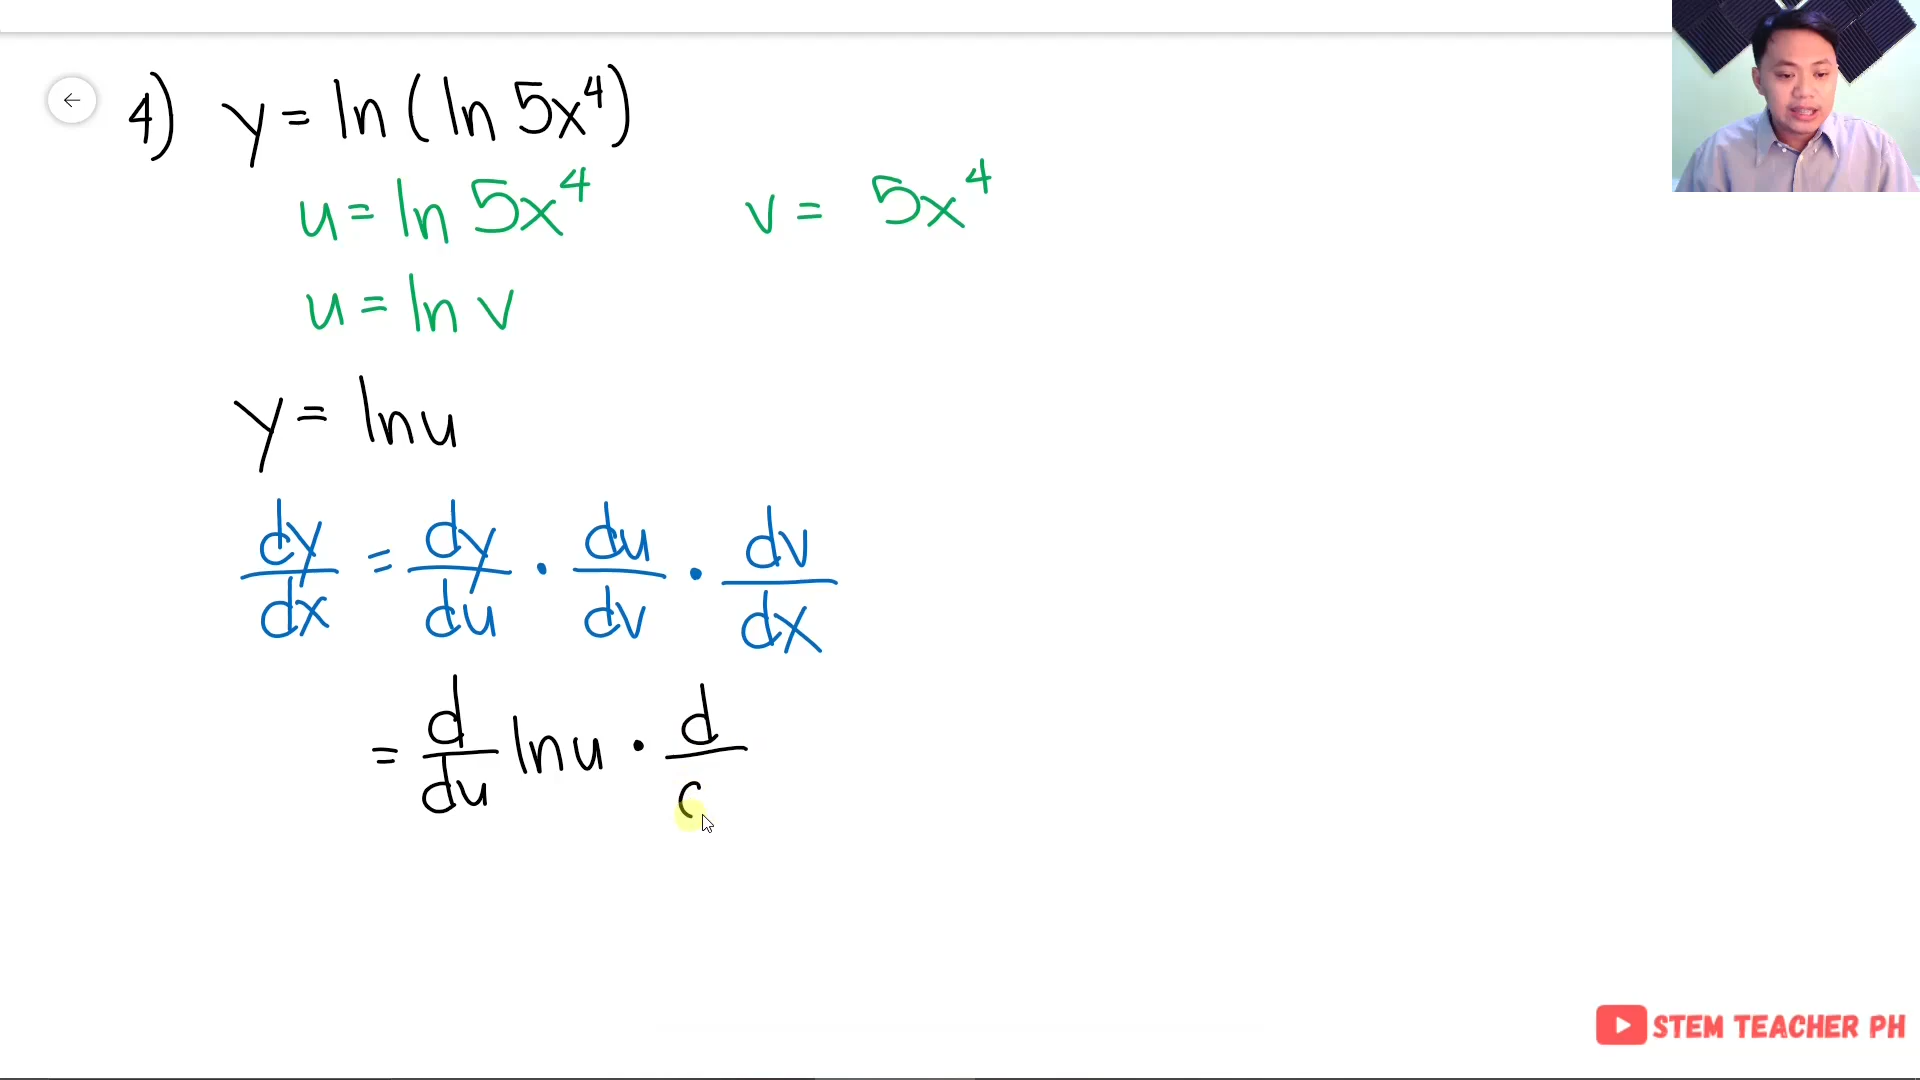 4) y = ln (ln 5x⁴)
u = ln 5x⁴ v = 5x⁴
u = ln v
y = ln u
dy/dx = dy/du · du/dv · dv/dx
= d/du ln u · d/d
STEM TEACHER PH